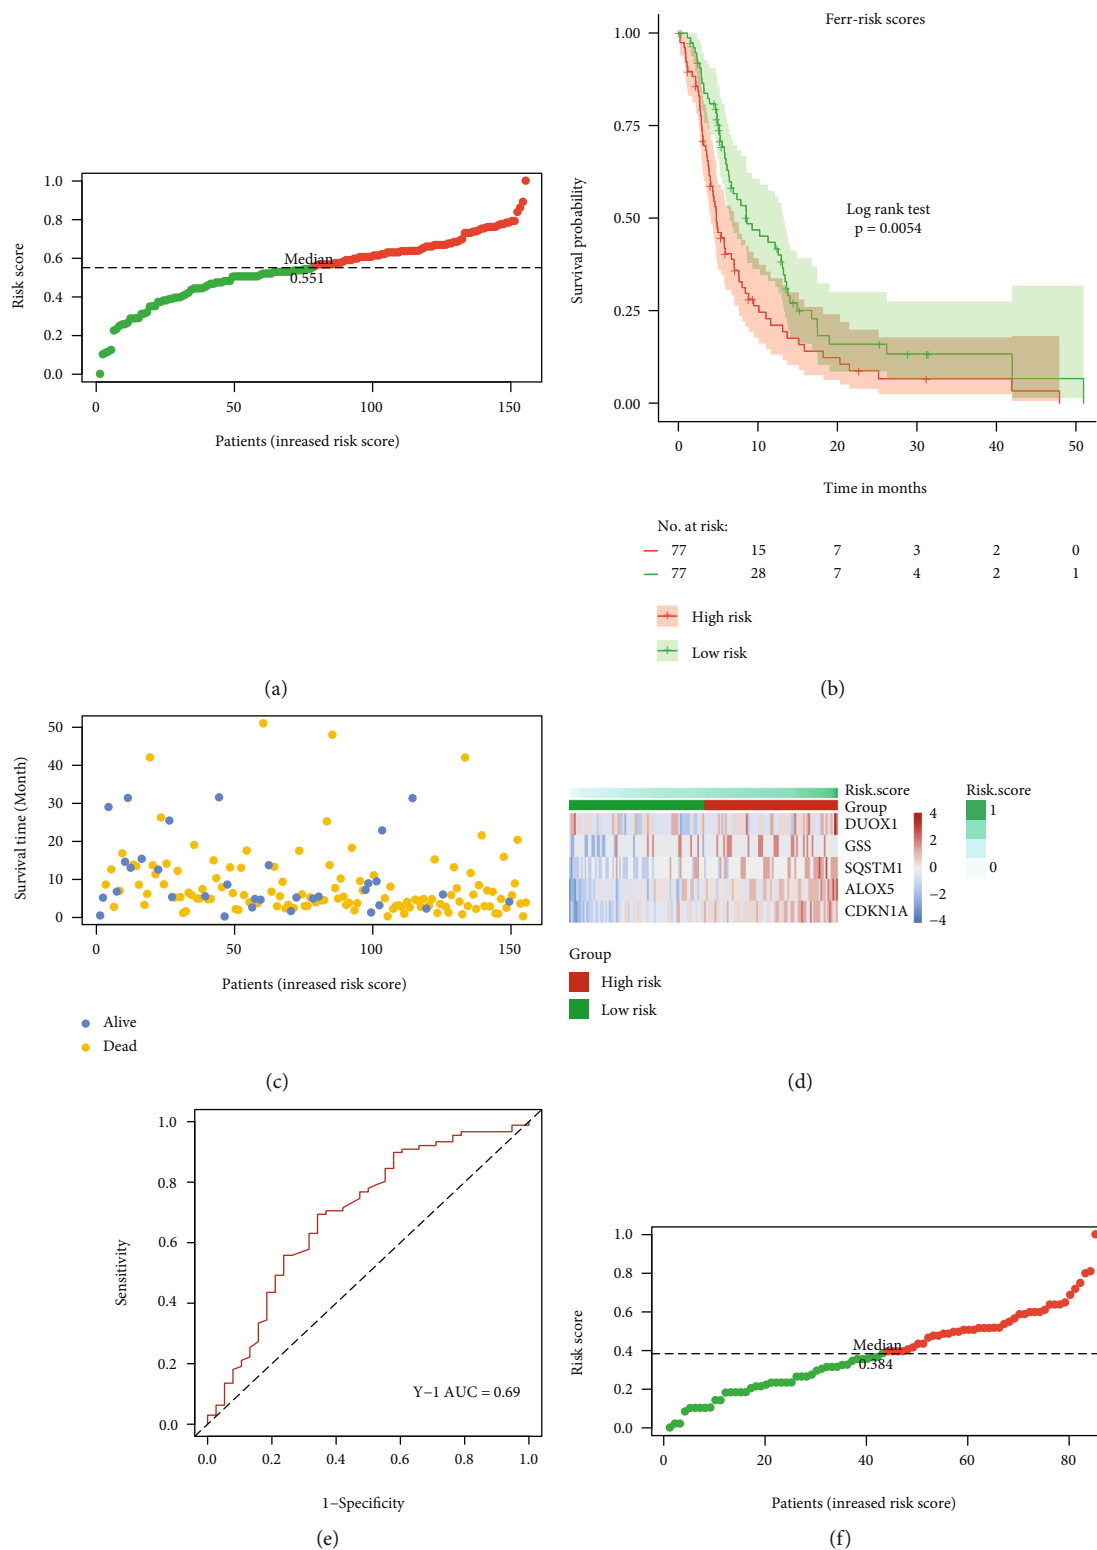 1.0
0.8
0.6
0.4
0.2
0.0
Risk score
Median
0.551
0 50 100 150
Patients (inreased risk score)
(a)
Ferr-risk scores
1.00
0.75
0.50
0.25
0.00
Survival probability
Log rank test
p = 0.0054
0 10 20 30 40 50
Time in months
No. at risk:
77 15 7 3 2 0
77 28 7 4 2 1
High risk
Low risk
(b)
50
40
30
20
10
0
Survival time (Month)
0 50 100 150
Patients (inreased risk score)
Alive
Dead
(c)
Risk.score
Group
DUOX1
GSS
SQSTM1
ALOX5
CDKN1A
4
2
0
−2
−4
Risk.score
1
0
Group
High risk
Low risk
(d)
1.0
0.8
0.6
0.4
0.2
0.0
Sensitivity
Y−1 AUC = 0.69
0.0 0.2 0.4 0.6 0.8 1.0
1−Specificity
(e)
1.0
0.8
0.6
0.4
0.2
0.0
Risk score
Median
0.384
0 20 40 60 80
Patients (inreased risk score)
(f)